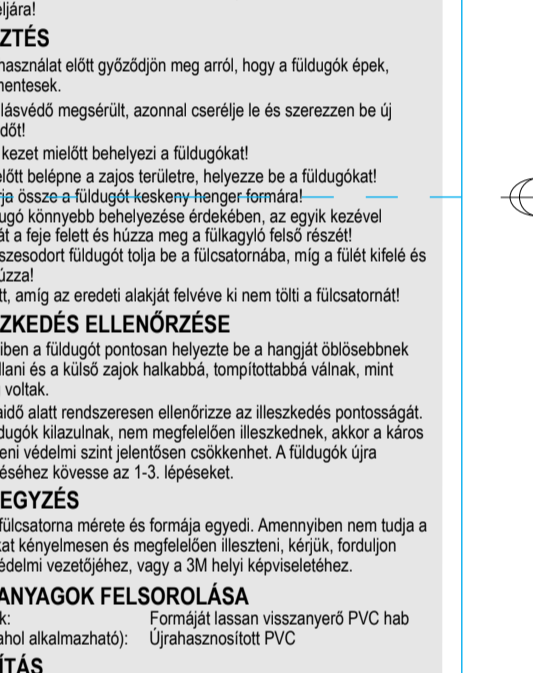 eljára!
ZTÉS
használat előtt győződjön meg arról, hogy a füldugók épek,
mentesek.
lásvédő megsérült, azonnal cserélje le és szerezzen be új
dőt!
kezet mielőtt behelyezi a füldugókat!
lőtt belépne a zajos területre, helyezze be a füldugókat!
rja össze a füldugót keskeny henger formára!
ugó könnyebb behelyezése érdekében, az egyik kezével
át a feje felett és húzza meg a fülkagyló felső részét!
szesodort füldugót tolja be a fülcsatornába, míg a fülét kifelé és
úzza!
tt, amíg az eredeti alakját felvéve ki nem tölti a fülcsatornát!
ZKEDÉS ELLENŐRZÉSE
iben a füldugót pontosan helyezte be a hangját öblösebbnek
llani és a külső zajok halkabbá, tompítottabbá válnak, mint
voltak.
aidő alatt rendszeresen ellenőrizze az illeszkedés pontosságát.
dugók kilazulnak, nem megfelelően illeszkednek, akkor a káros
eni védelmi szint jelentősen csökkenhet. A füldugók újra
éséhez kövesse az 1-3. lépéseket.
EGYZÉS
fülcsatorna mérete és formája egyedi. Amennyiben nem tudja a
kat kényelmesen és megfelelően illeszteni, kérjük, forduljon
édelmi vezetőjéhez, vagy a 3M helyi képviseletéhez.
ANYAGOK FELSOROLÁSA
k: Formáját lassan visszanyerő PVC hab
ahol alkalmazható): Újrahasznosított PVC
ÍTÁS